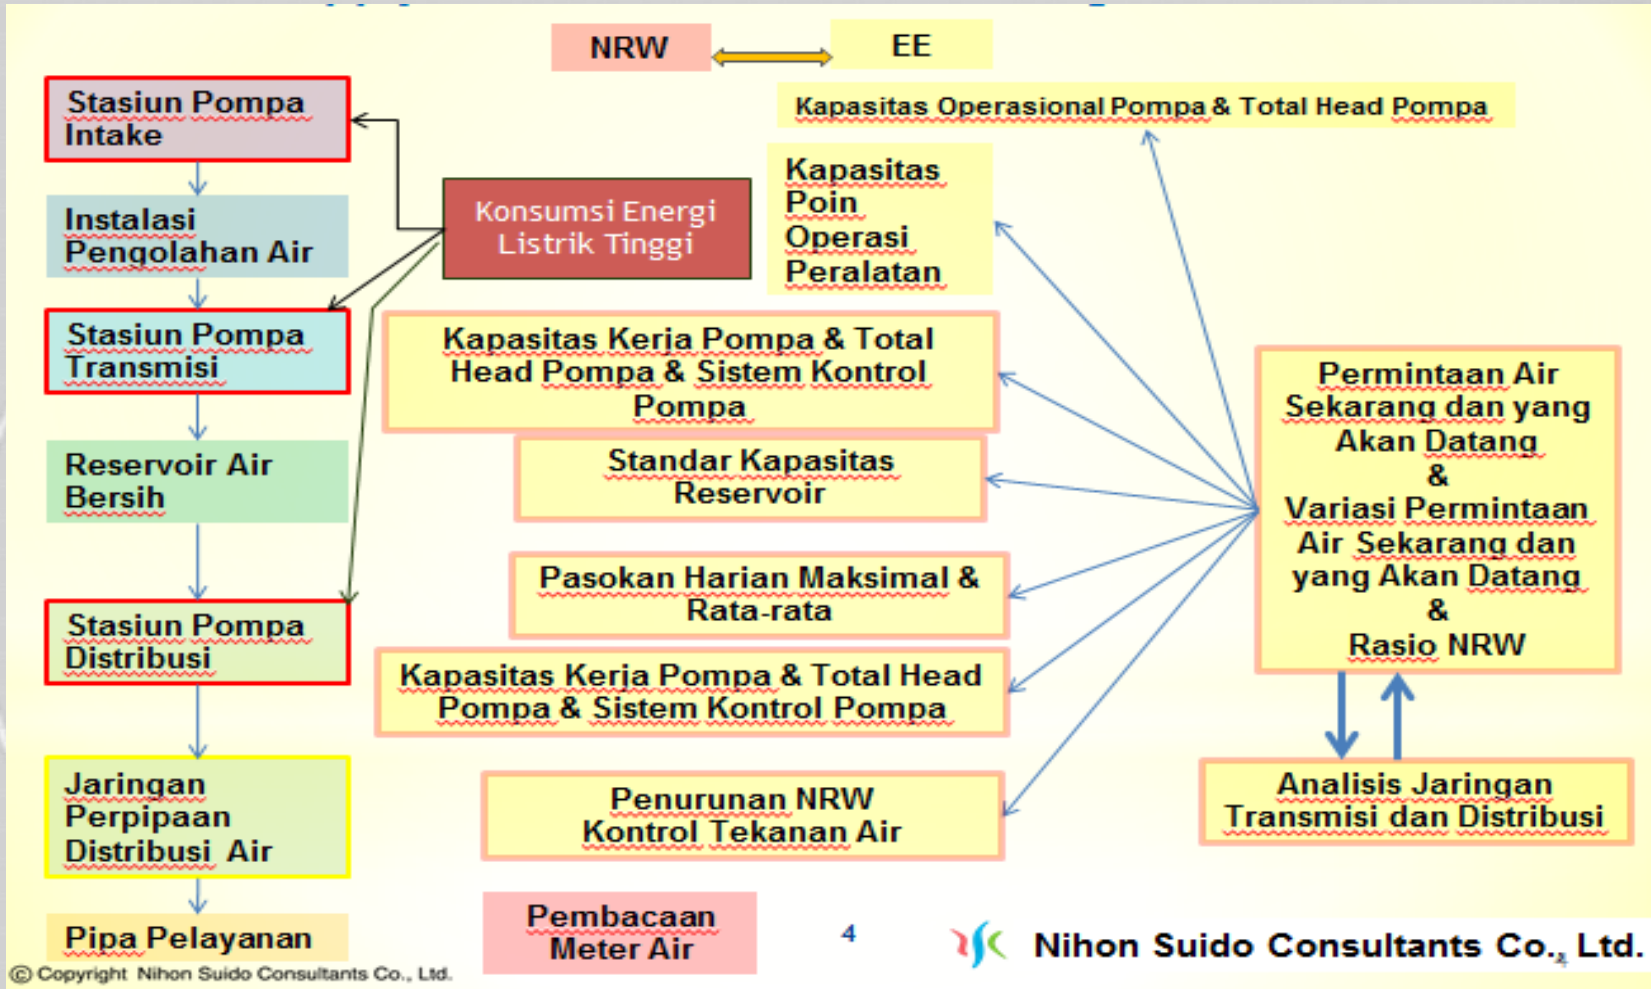 NRW
EE
Stasiun Pompa
Intake
Kapasitas Operasional Pompa & Total Head Pompa
Kapasitas
Poin
Operasi
Peralatan
Konsumsi Energi
Listrik Tinggi
Instalasi
Pengolahan Air
Stasiun Pompa
Transmisi
Kapasitas Kerja Pompa & Total
Head Pompa & Sistem Kontrol
Pompa
Permintaan Air
Sekarang dan yang
Akan Datang
&
Variasi Permintaan
Air Sekarang dan
yang Akan Datang
&
Rasio NRW
Reservoir Air
Bersih
Standar Kapasitas
Reservoir
Pasokan Harian Maksimal &
Rata-rata
Stasiun Pompa
Distribusi
Kapasitas Kerja Pompa & Total Head
Pompa & Sistem Kontrol Pompa
Jaringan
Perpipaan
Distribusi Air
Penurunan NRW
Kontrol Tekanan Air
Analisis Jaringan
Transmisi dan Distribusi
Pipa Pelayanan
Pembacaan
Meter Air
4
Nihon Suido Consultants Co., Ltd.
© Copyright Nihon Suido Consultants Co., Ltd.